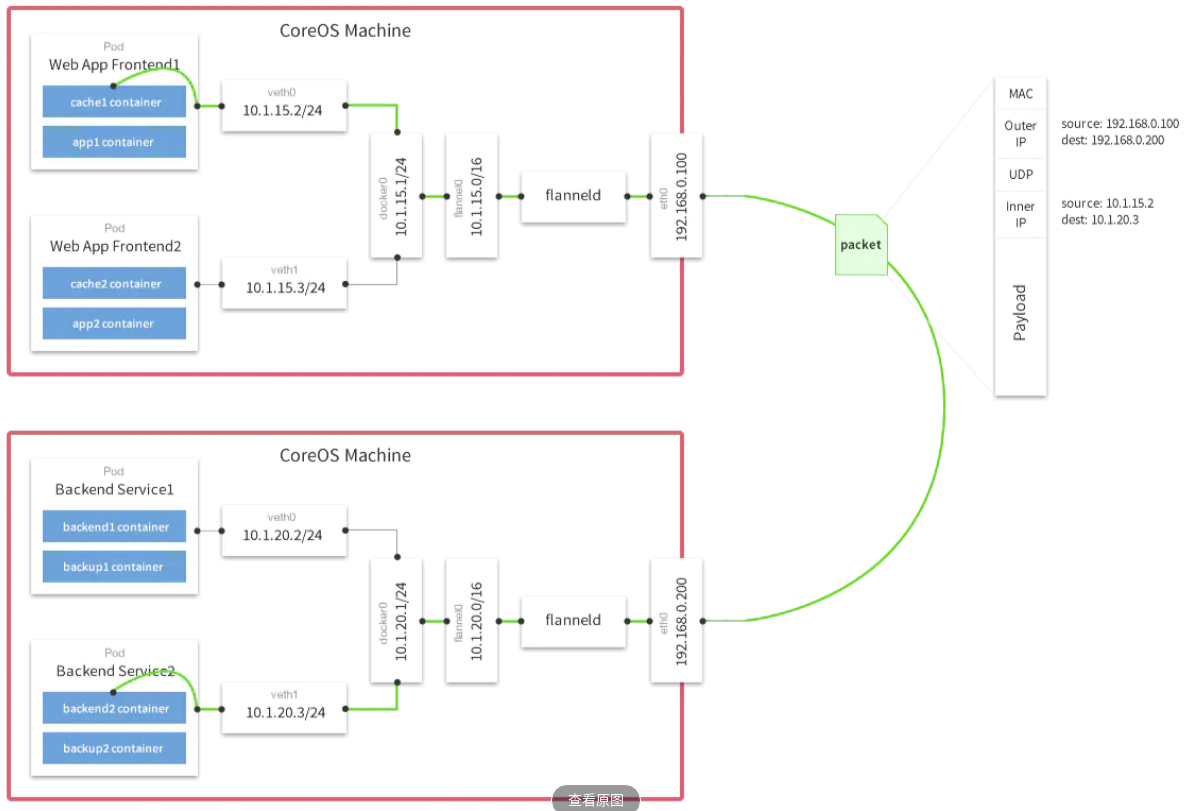 CoreOS Machine
Pod
Web App Frontend1
cache1 container
app1 container
veth0
10.1.15.2/24
Pod
Web App Frontend2
cache2 container
app2 container
veth1
10.1.15.3/24
docker0
10.1.15.1/24
flannel0
10.1.15.0/16
flanneld
eth0
192.168.0.100
packet
MAC
Outer
IP
source: 192.168.0.100
dest: 192.168.0.200
UDP
Inner
IP
source: 10.1.15.2
dest: 10.1.20.3
Payload
CoreOS Machine
Pod
Backend Service1
backend1 container
backup1 container
veth0
10.1.20.2/24
Pod
Backend Service2
backend2 container
backup2 container
veth1
10.1.20.3/24
docker0
10.1.20.1/24
flannel0
10.1.20.0/16
flanneld
eth0
192.168.0.200
查看原图